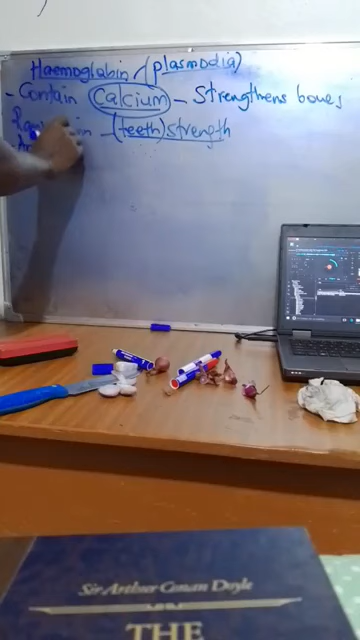 Haemoglobin / (plasmodia)
- Contain Calcium - Strengthens bones
- (teeth) strength
Sir Arthur Conan Doyle
THE